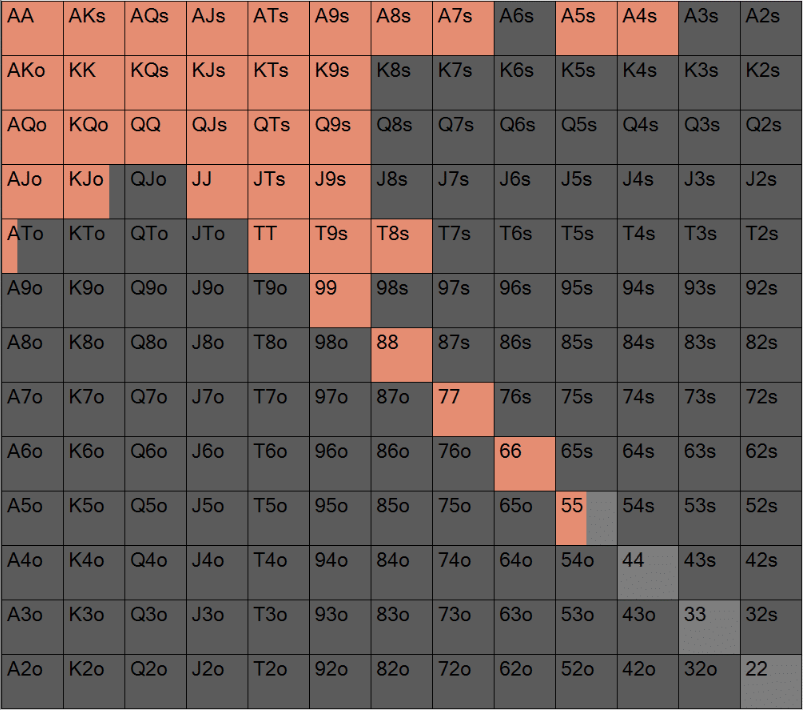 AA AKs AQs AJs ATs A9s A8s A7s A6s A5s A4s A3s A2s
AKo KK KQs KJs KTs K9s K8s K7s K6s K5s K4s K3s K2s
AQo KQo QQ QJs QTs Q9s Q8s Q7s Q6s Q5s Q4s Q3s Q2s
AJo KJo QJo JJ JTs J9s J8s J7s J6s J5s J4s J3s J2s
ATo KTo QTo JTo TT T9s T8s T7s T6s T5s T4s T3s T2s
A9o K9o Q9o J9o T9o 99 98s 97s 96s 95s 94s 93s 92s
A8o K8o Q8o J8o T8o 98o 88 87s 86s 85s 84s 83s 82s
A7o K7o Q7o J7o T7o 97o 87o 77 76s 75s 74s 73s 72s
A6o K6o Q6o J6o T6o 96o 86o 76o 66 65s 64s 63s 62s
A5o K5o Q5o J5o T5o 95o 85o 75o 65o 55 54s 53s 52s
A4o K4o Q4o J4o T4o 94o 84o 74o 64o 54o 44 43s 42s
A3o K3o Q3o J3o T3o 93o 83o 73o 63o 53o 43o 33 32s
A2o K2o Q2o J2o T2o 92o 82o 72o 62o 52o 42o 32o 22